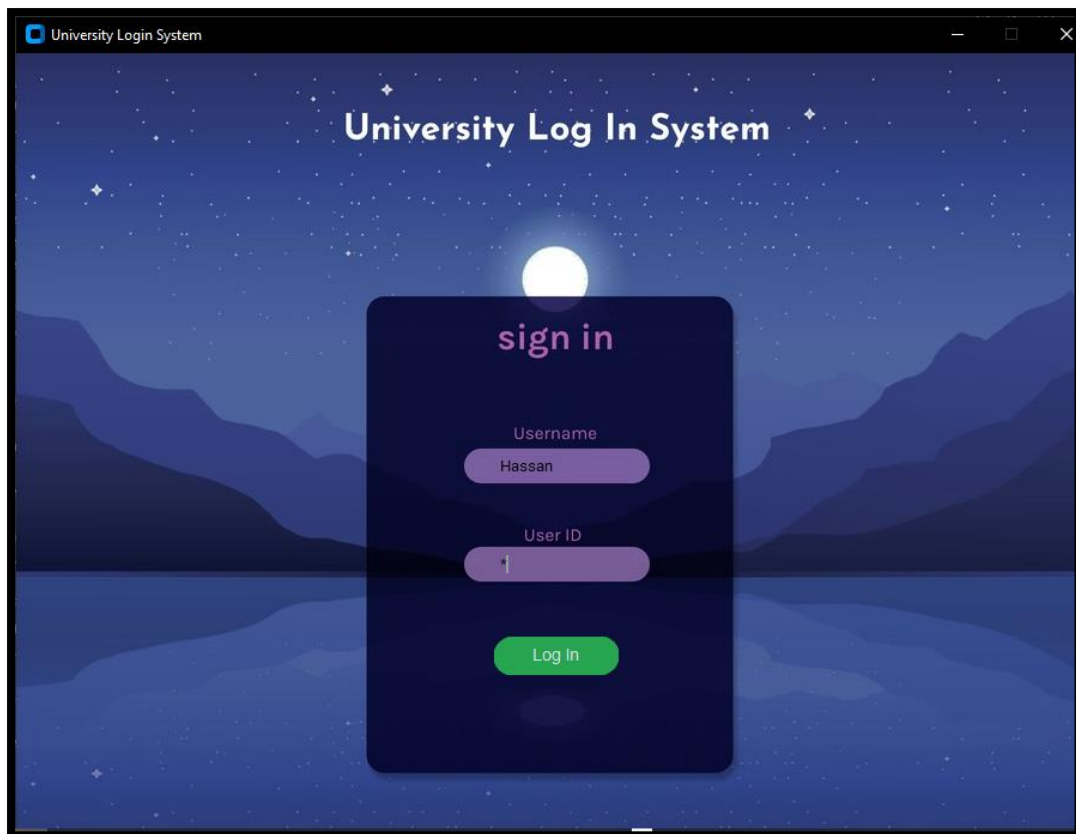 University Login System
University Log In System
sign in
Username
Hassan
User ID
*
Log In